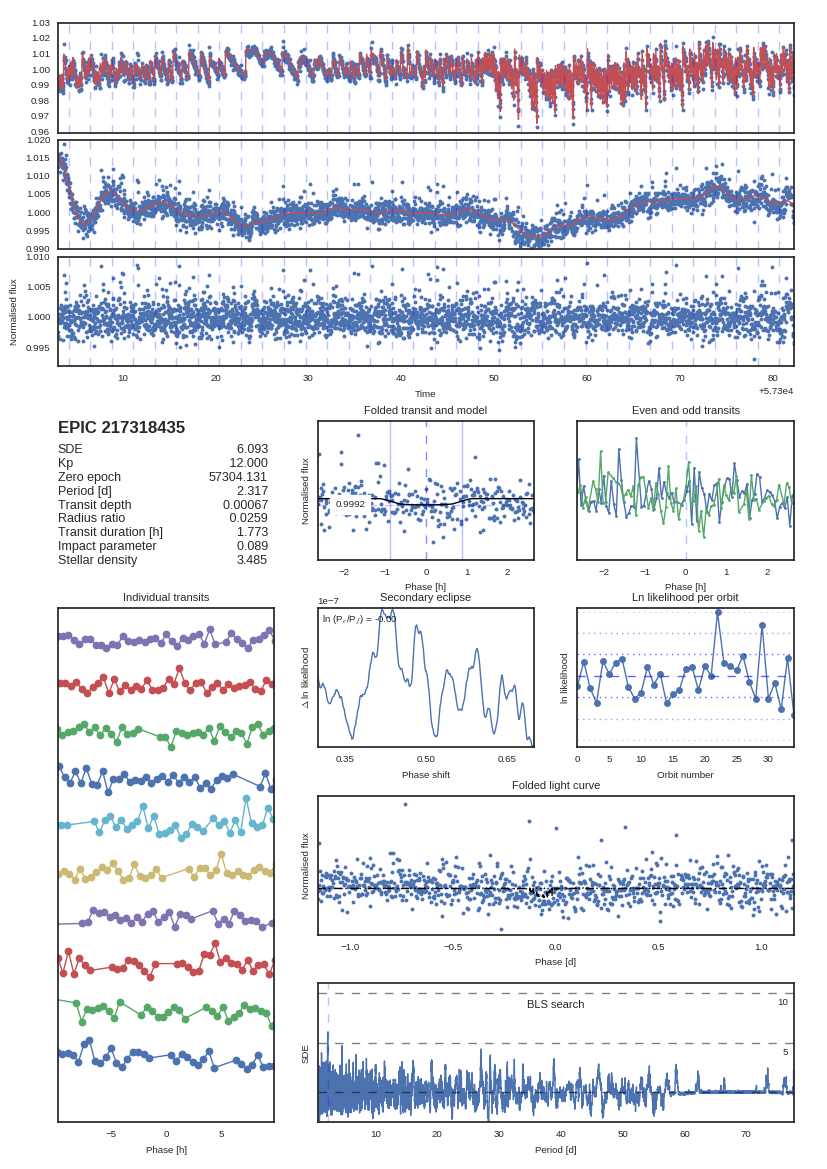 1.03
1.02
1.01
1.00
0.99
0.98
0.97
0.96
1.020
1.015
1.010
1.005
1.000
0.995
0.990
1.010
1.005
1.000
0.995
Normalised flux
10 20 30 40 50 60 70 80
Time
+5.73e4
EPIC 217318435
SDE 6.093
Kp 12.000
Zero epoch 57304.131
Period [d] 2.317
Transit depth 0.00067
Radius ratio 0.0259
Transit duration [h] 1.773
Impact parameter 0.089
Stellar density 3.485
Folded transit and model
Normalised flux
0.9992
−2 −1 0 1 2
Phase [h]
Even and odd transits
−2 −1 0 1 2
Phase [h]
Individual transits
−5 0 5
Phase [h]
Secondary eclipse
1e−7
ln (Pₑ/P𝒇) = -0.00
Δ ln likelihood
0.35 0.50 0.65
Phase shift
Ln likelihood per orbit
ln likelihood
0 5 10 15 20 25 30
Orbit number
Folded light curve
Normalised flux
−1.0 −0.5 0.0 0.5 1.0
Phase [d]
BLS search
10
5
SDE
10 20 30 40 50 60 70
Period [d]